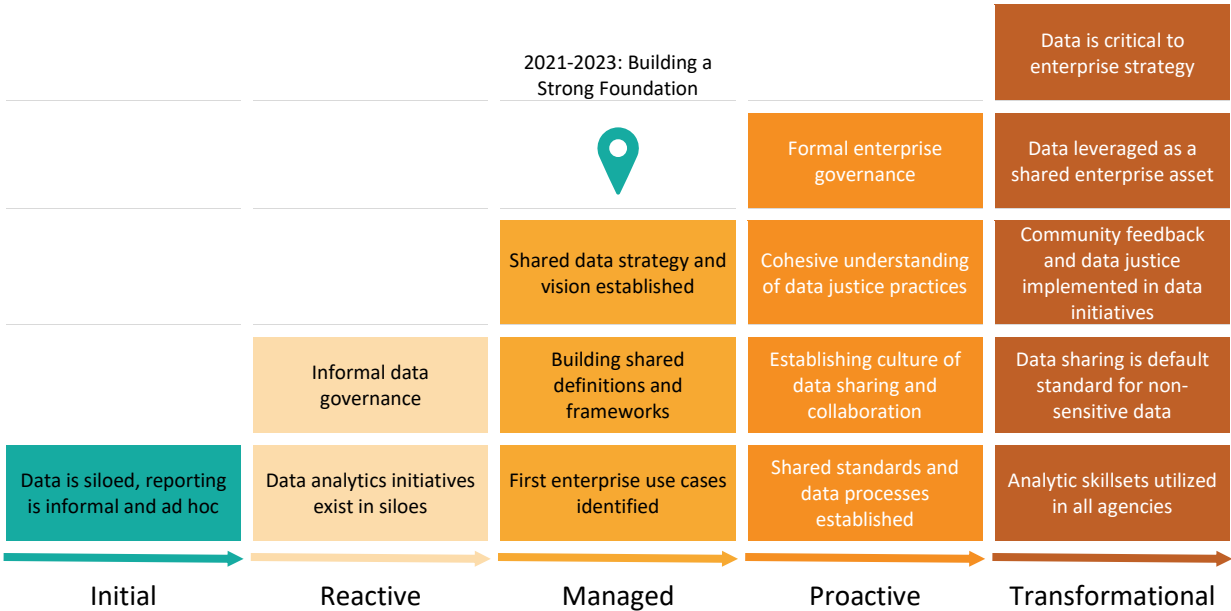 Data is critical to
enterprise strategy
2021-2023: Building a
Strong Foundation
Formal enterprise
governance
Data leveraged as a
shared enterprise asset
Shared data strategy and
vision established
Cohesive understanding
of data justice practices
Community feedback
and data justice
implemented in data
initiatives
Informal data
governance
Building shared
definitions and
frameworks
Establishing culture of
data sharing and
collaboration
Data sharing is default
standard for non-
sensitive data
Data is siloed, reporting
is informal and ad hoc
Data analytics initiatives
exist in siloes
First enterprise use cases
identified
Shared standards and
data processes
established
Analytic skillsets utilized
in all agencies
Initial
Reactive
Managed
Proactive
Transformational